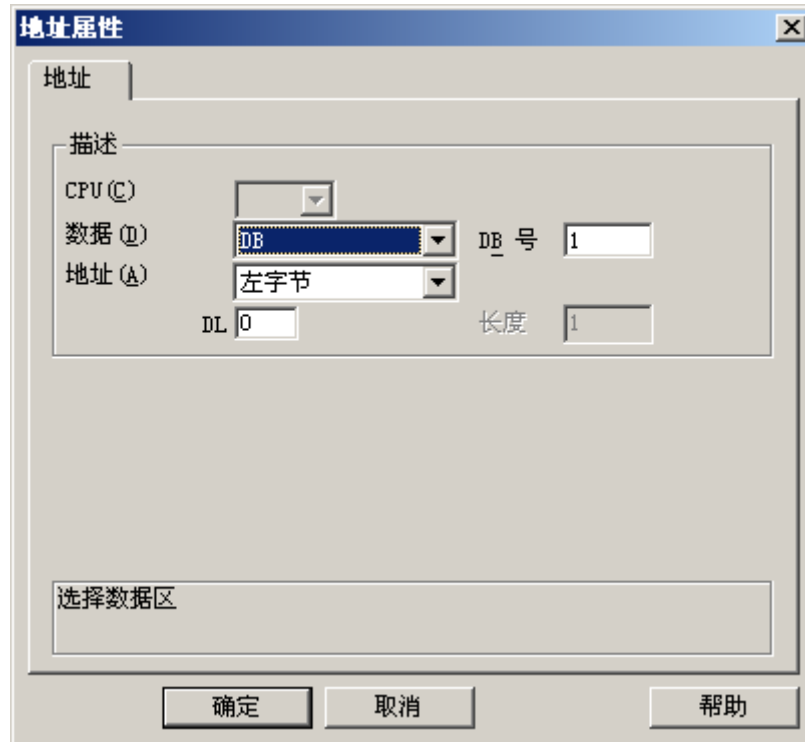 地址属性
地址
描述
CPU(C)
数据(D) DB DB 号 1
地址(A) 左字节
DL 0 长度 1
选择数据区
确定 取消 帮助